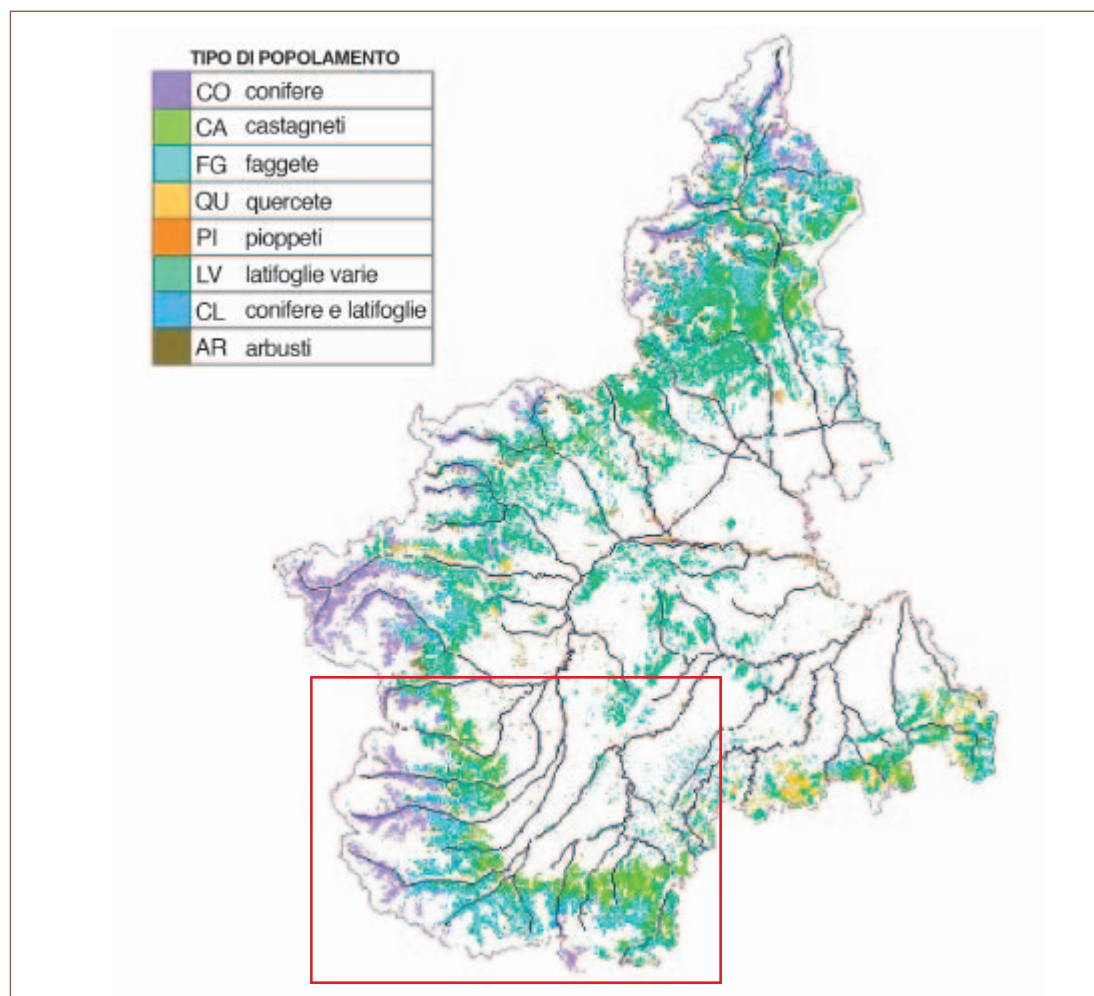 TIPO DI POPOLAMENTO
CO conifere
CA castagneti
FG faggete
QU quercete
PI pioppeti
LV latifoglie varie
CL conifere e latifoglie
AR arbusti